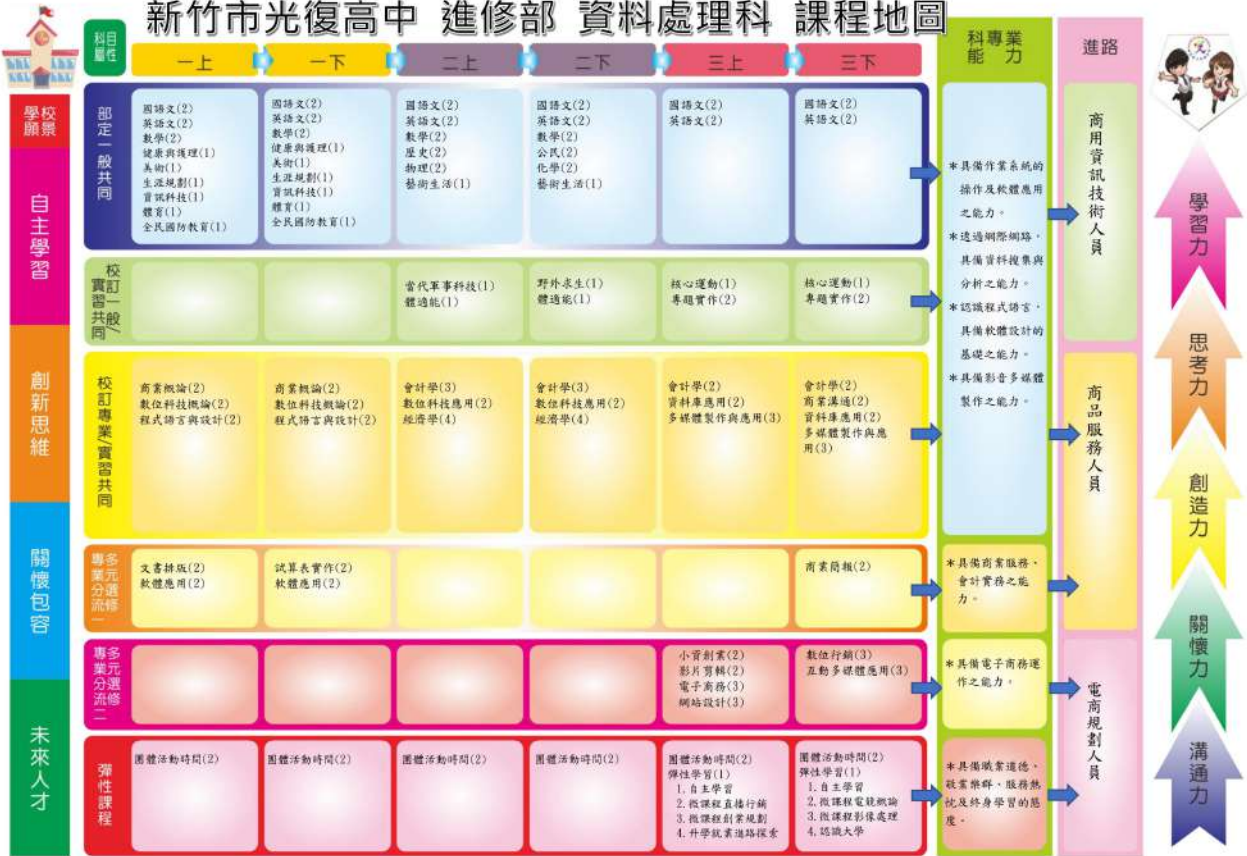 新竹市光復高中 進修部 資料處理科 課程地圖
學校
願景
自主學習
創新思維
關懷包容
未來人才
科目
屬性
一上
一下
二上
二下
三上
三下
部定一般共同
國語文(2)
英語文(2)
數學(2)
健康與護理(1)
美術(1)
生涯規劃(1)
資訊科技(1)
體育(1)
全民國防教育(1)
國語文(2)
英語文(2)
數學(2)
健康與護理(1)
美術(1)
生涯規劃(1)
資訊科技(1)
體育(1)
全民國防教育(1)
國語文(2)
英語文(2)
數學(2)
歷史(2)
物理(2)
藝術生活(1)
國語文(2)
英語文(2)
數學(2)
公民(2)
化學(2)
藝術生活(1)
國語文(2)
英語文(2)
國語文(2)
英語文(2)
校訂一般/
實習共同
當代軍事科技(1)
體適能(1)
野外求生(1)
體適能(1)
核心運動(1)
專題實作(2)
核心運動(1)
專題實作(2)
校訂專業/實習共同
商業概論(2)
數位科技概論(2)
程式語言與設計(2)
商業概論(2)
數位科技概論(2)
程式語言與設計(2)
會計學(3)
數位科技應用(2)
經濟學(4)
會計學(3)
數位科技應用(2)
經濟學(4)
會計學(2)
資料庫應用(2)
多媒體製作與應用(3)
會計學(2)
商業溝通(2)
資料庫應用(2)
多媒體製作與應
用(3)
多元選修
專業分流一
文書排版(2)
軟體應用(2)
試算表實作(2)
軟體應用(2)
商業簡報(2)
多元選修
專業分流二
小資創業(2)
影片剪輯(2)
電子商務(3)
網站設計(3)
數位行銷(3)
互動多媒體應用(3)
彈性課程
團體活動時間(2)
團體活動時間(2)
團體活動時間(2)
團體活動時間(2)
團體活動時間(2)
彈性學習(1)
1.自主學習
2.微課程直播行銷
3.微課程創業規劃
4.升學就業進路探索
團體活動時間(2)
彈性學習(1)
1.自主學習
2.微課程電競概論
3.微課程影像處理
4.認識大學
科專業
能力
*具備作業系統的
操作及軟體應用
之能力。
*透過網際網路,
具備資料搜集與
分析之能力。
*認識程式語言,
具備軟體設計的
基礎之能力。
*具備影音多媒體
製作之能力。
*具備商業服務、
會計實務之能
力。
*具備電子商務運
作之能力。
*具備職業道德、
敬業樂群、服務熱
忱及終身學習的態
度。
進路
商用資訊技術人員
商品服務人員
電商規劃人員
學習力
思考力
創造力
關懷力
溝通力